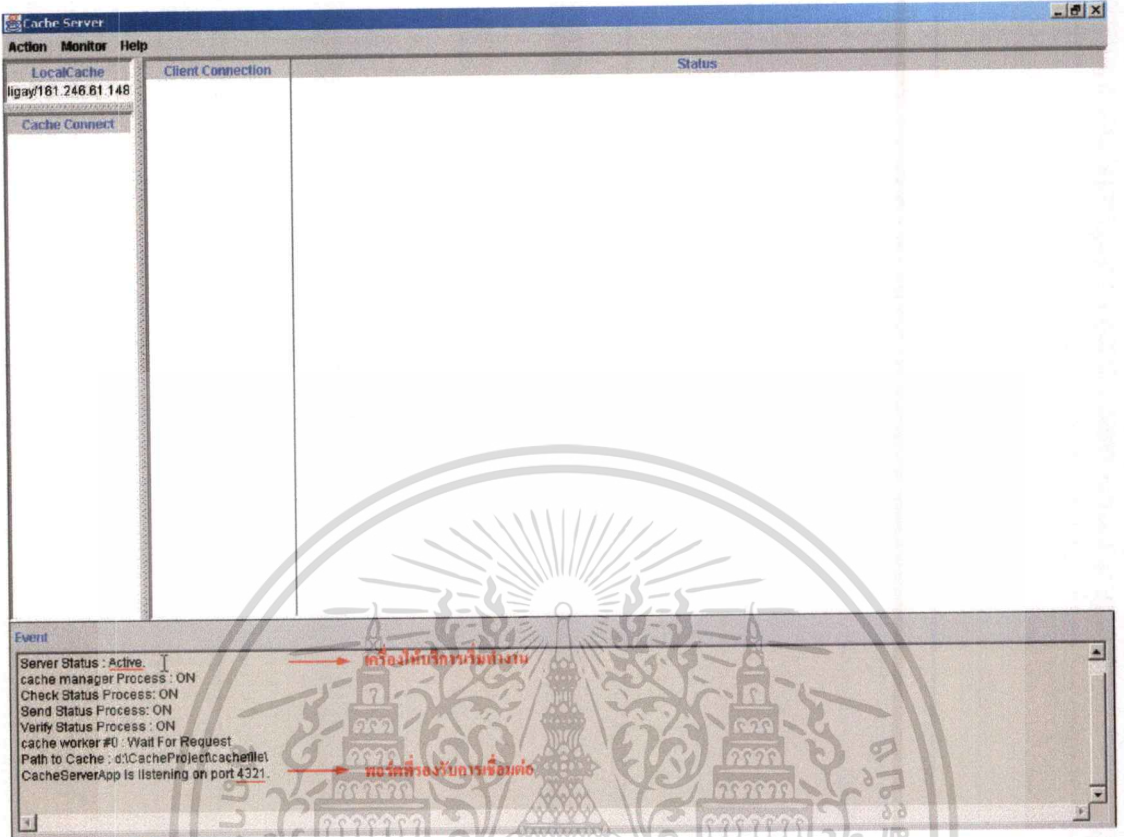 Cache Server
Action Monitor Help
LocalCache
ligay/161.246.61.148
Cache Connect
Client Connection
Status
Event
Server Status : Active.
เครื่องให้บริการเริ่มทำงาน
cache manager Process : ON
Check Status Process: ON
Send Status Process: ON
Verify Status Process : ON
cache worker #0 : Wait For Request
Path to Cache : d:\CacheProject\cachefile\
CacheServerApp is listening on port 4321.
พอร์ตที่รองรับการเชื่อมต่อ